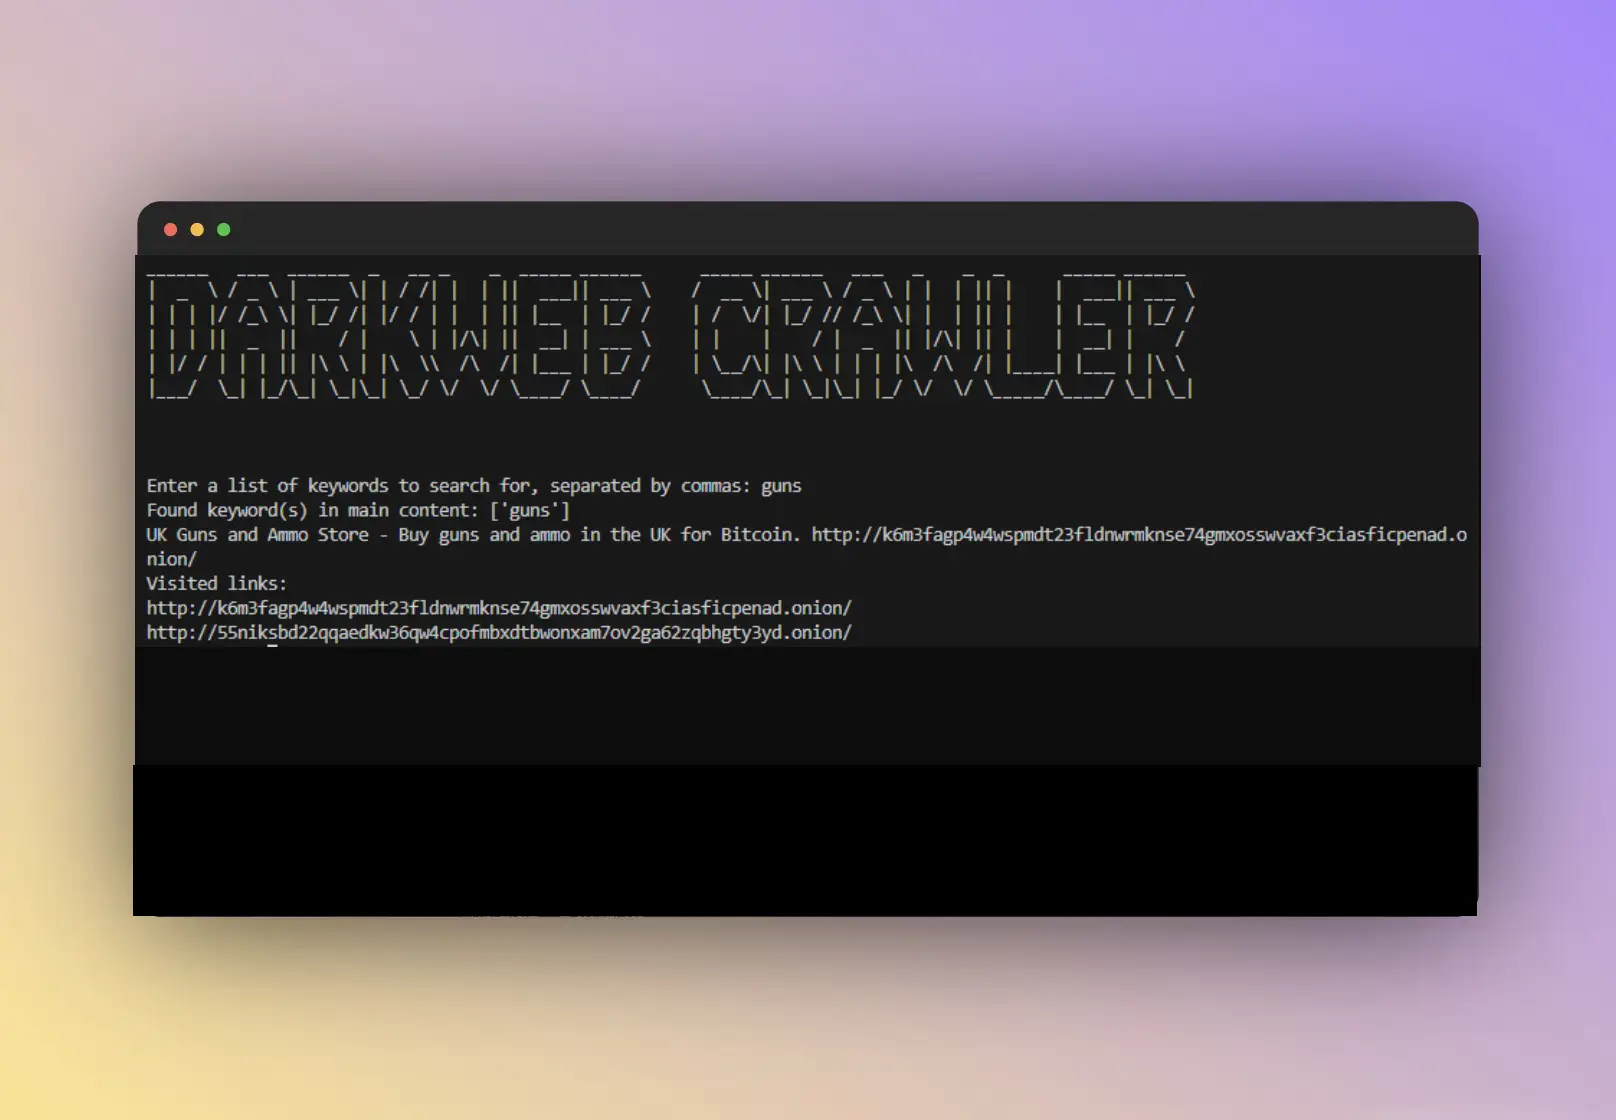 DARKWEB CRAWLER
Enter a list of keywords to search for, separated by commas: guns
Found keyword(s) in main content: ['guns']
UK Guns and Ammo Store - Buy guns and ammo in the UK for Bitcoin. http://k6m3fagp4w4wspmdt23fldnwrmknse74gmxosswvaxf3ciasficpenad.o
nion/
Visited links:
http://k6m3fagp4w4wspmdt23fldnwrmknse74gmxosswvaxf3ciasficpenad.onion/
http://55niksbd22qqaedkw36qw4cpofmbxdtbwonxam7ov2ga62zqbhgty3yd.onion/